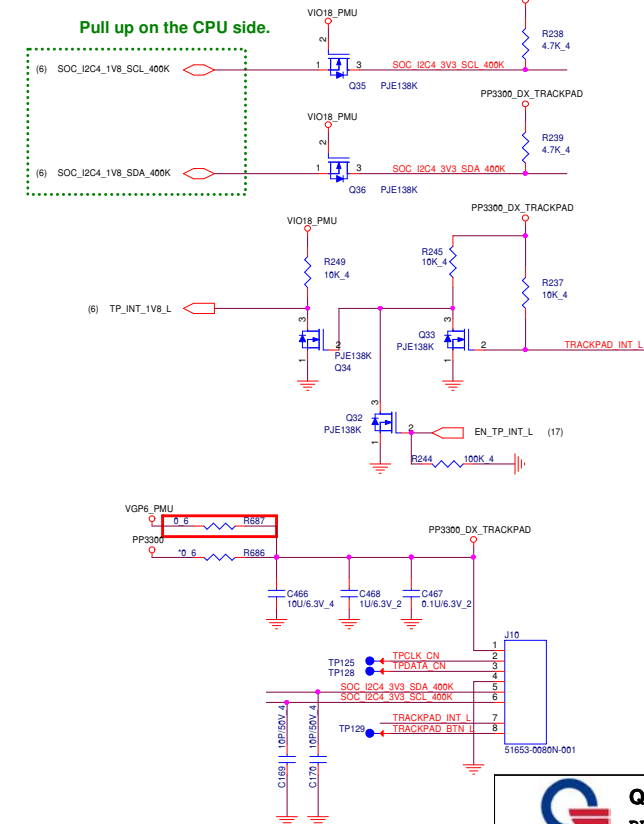 Pull up on the CPU side.
VIO18_PMU
2
R238
4.7K_4
(6) SOC_I2C4_1V8_SCL_400K
1
3
SOC_I2C4_3V3_SCL_400K
Q35 PJE138K
PP3300_DX_TRACKPAD
VIO18_PMU
2
R239
4.7K_4
(6) SOC_I2C4_1V8_SDA_400K
1
3
SOC_I2C4_3V3_SDA_400K
Q36 PJE138K
PP3300_DX_TRACKPAD
VIO18_PMU
R249
10K_4
R245
10K_4
R237
10K_4
(6) TP_INT_1V8_L
3
2
1
PJE138K
Q34
3
Q33
PJE138K
2
1
TRACKPAD_INT_L
3
Q32
PJE138K
2
1
EN_TP_INT_L (17)
R244 100K_4
VGP6_PMU
0_6 R687
PP3300
*0_6 R686
PP3300_DX_TRACKPAD
C466
10U/6.3V_4
C468
1U/6.3V_2
C467
0.1U/6.3V_2
J10
1
TP125 TPCLK_CN 2
TP128 TPDATA_CN 3
4
SOC_I2C4_3V3_SDA_400K 5
SOC_I2C4_3V3_SCL_400K 6
TRACKPAD_INT_L 7
TP129 TRACKPAD_BTN_L 8
51653-0080N-001
C169 10P/50V_4
C170 10P/50V_4
Q